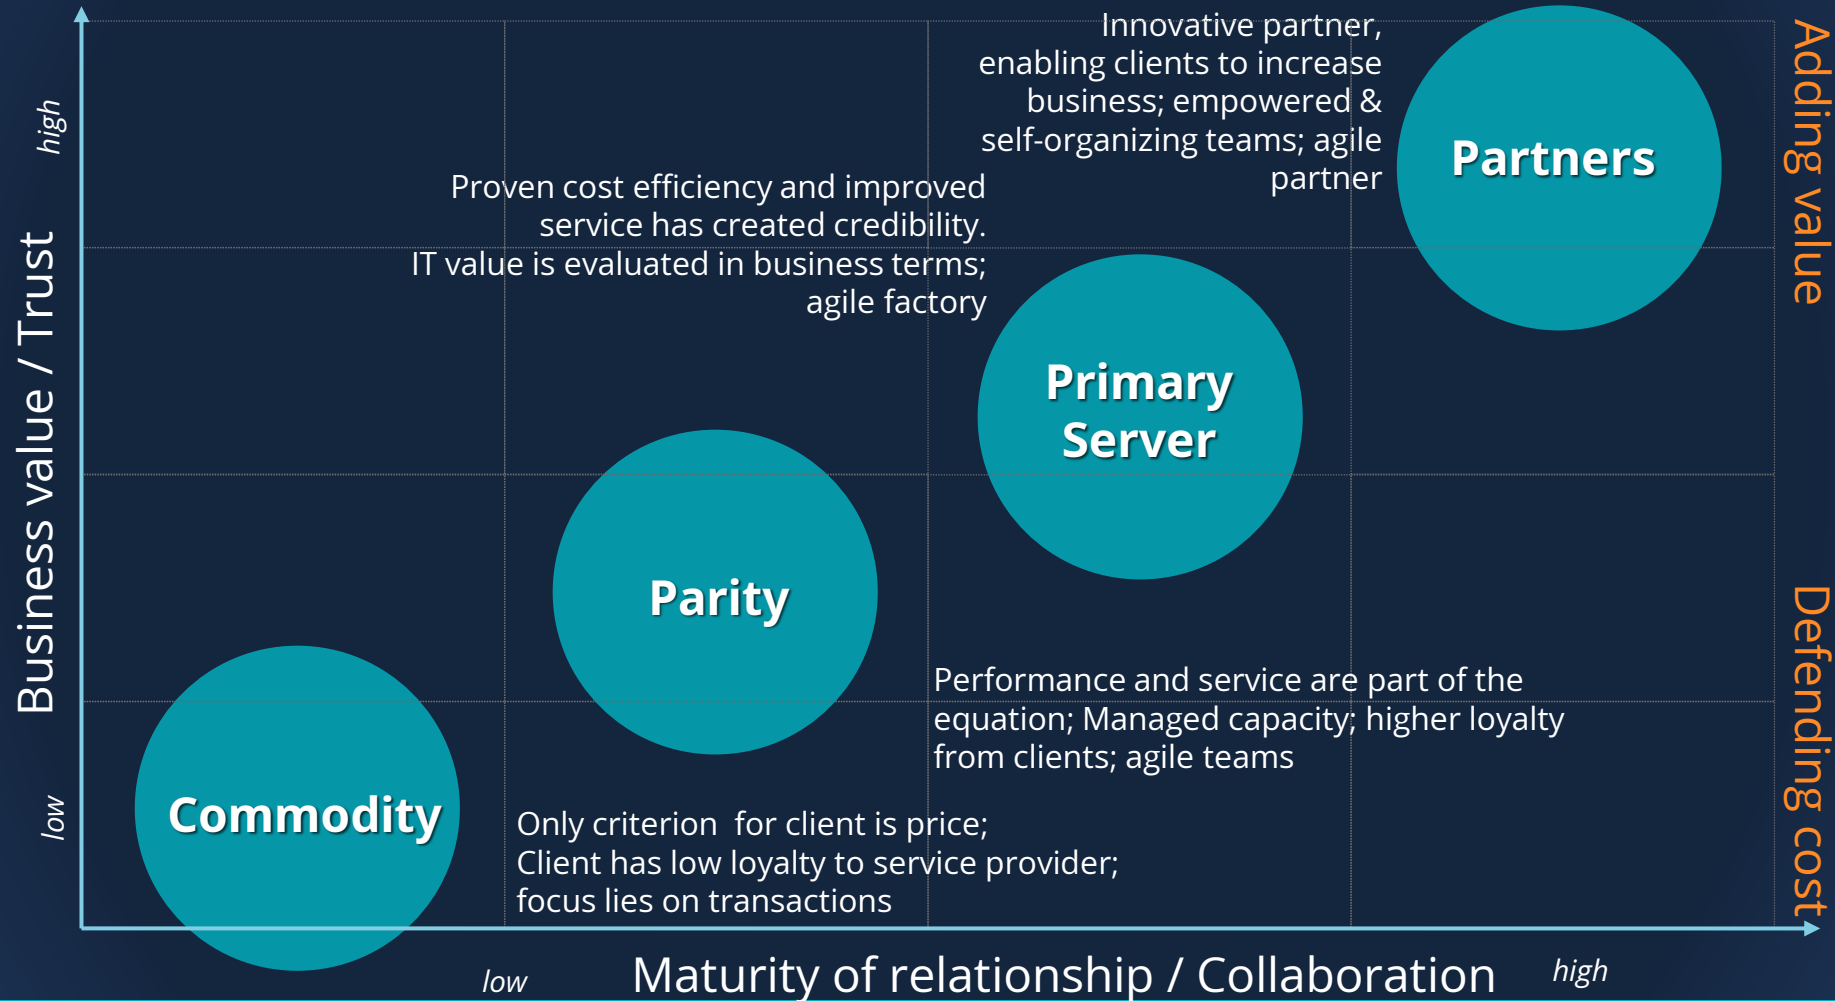 Innovative partner,
enabling clients to increase
business; empowered &
self-organizing teams; agile
partner
Partners
Adding value
high
Proven cost efficiency and improved
service has created credibility.
IT value is evaluated in business terms;
agile factory
Primary
Server
Business value / Trust
Parity
Performance and service are part of the
equation; Managed capacity; higher loyalty
from clients; agile teams
Defending cost
Commodity
low
Only criterion  for client is price;
Client has low loyalty to service provider;
focus lies on transactions
low
Maturity of relationship / Collaboration
high